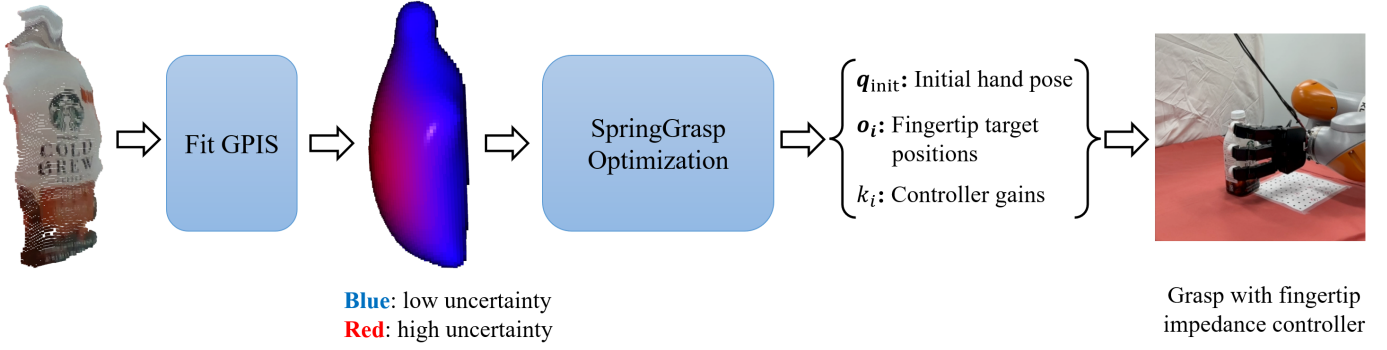 COLD
BREW
Fit GPIS
Blue: low uncertainty
Red: high uncertainty
SpringGrasp
Optimization
q_init: Initial hand pose
o_i: Fingertip target
positions
k_i: Controller gains
Grasp with fingertip
impedance controller